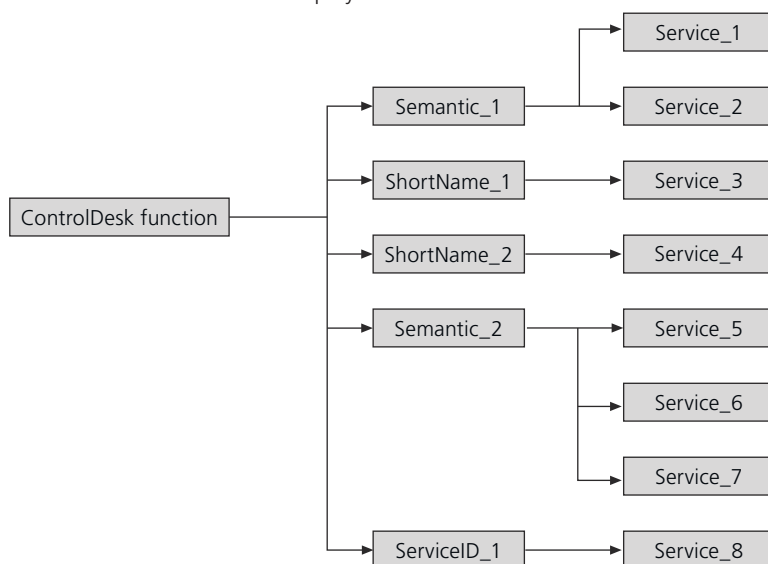 Service_1
Semantic_1
Service_2
ShortName_1
Service_3
ControlDesk function
ShortName_2
Service_4
Semantic_2
Service_5
Service_6
Service_7
ServiceID_1
Service_8